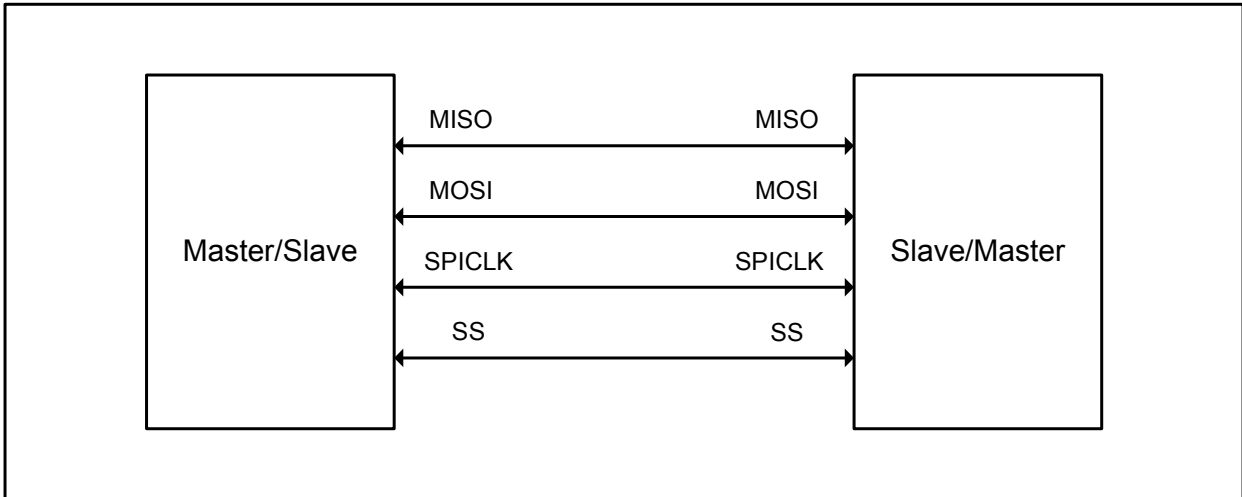 MISO MISO
MOSI MOSI
Master/Slave Slave/Master
SPICLK SPICLK
SS SS